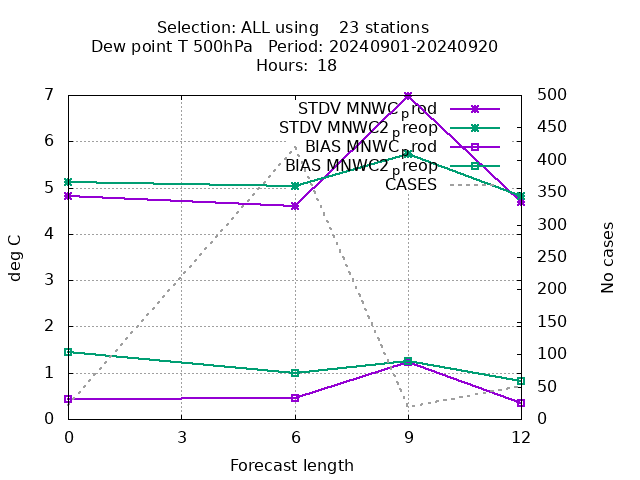 Selection: ALL using    23 stations
Dew point T 500hPa   Period: 20240901-20240920
Hours: 18
7
6
5
4
3
2
1
0
500
450
400
350
300
250
200
150
100
50
0
STDV MNWC_prod
STDV MNWC2_preop
BIAS MNWC_prod
BIAS MNWC2_preop
CASES
deg C
No cases
0 3 6 9 12
Forecast length